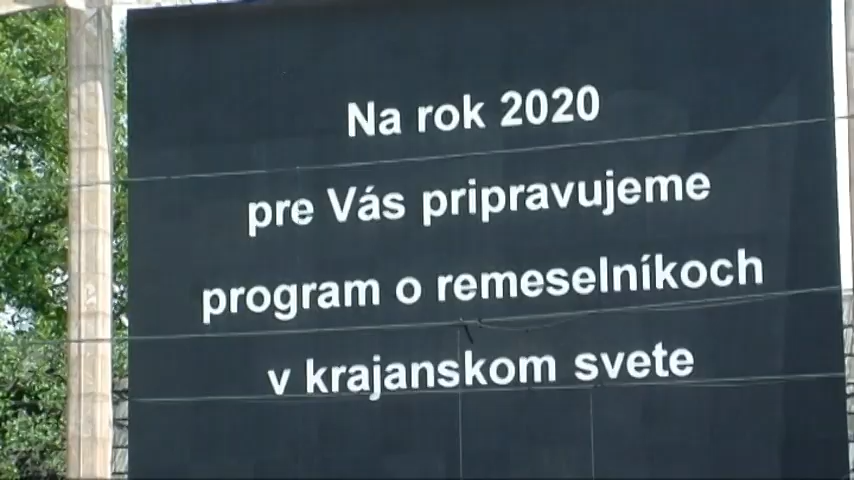 Na rok 2020
pre Vás pripravujeme
program o remeselníkoch
v krajanskom svete